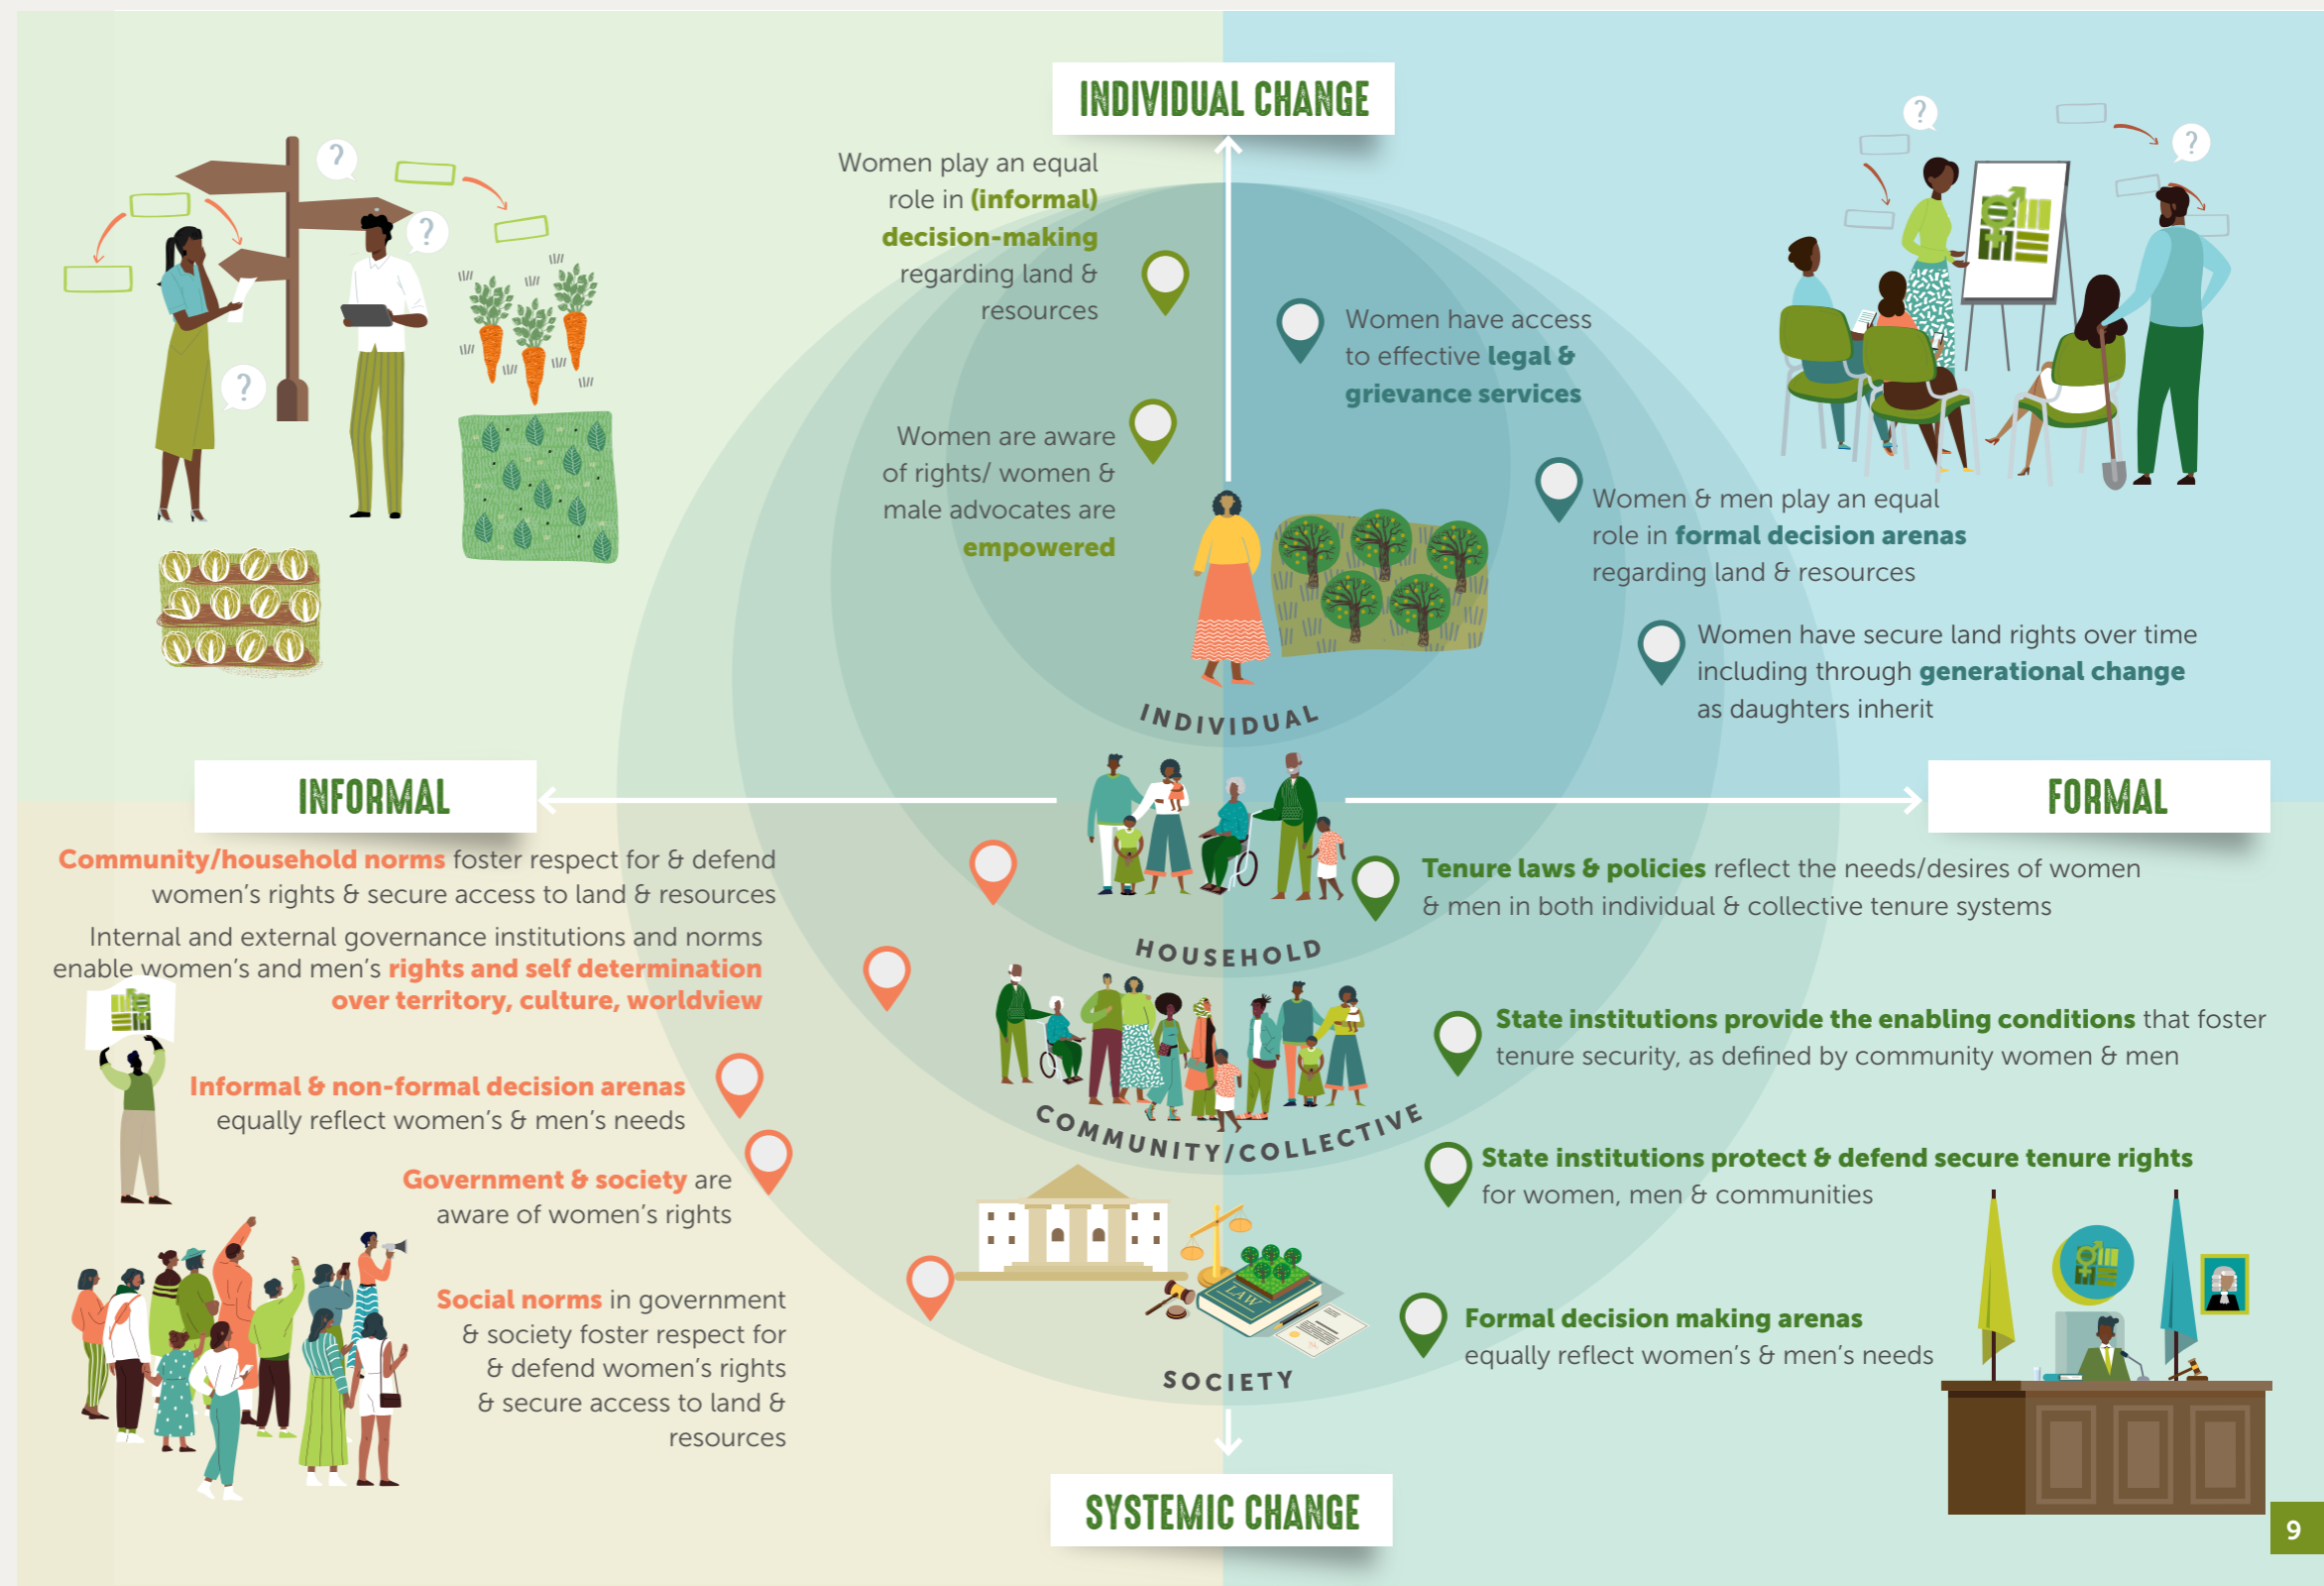 INDIVIDUAL CHANGE
Women play an equal
role in (informal)
decision-making
regarding land &
resources
Women are aware
of rights/ women &
male advocates are
empowered
Women have access
to effective legal &
grievance services
Women & men play an equal
role in formal decision arenas
regarding land & resources
Women have secure land rights over time
including through generational change
as daughters inherit
?
?
?
?
?
INDIVIDUAL
INFORMAL
FORMAL
Community/household norms foster respect for & defend
women's rights & secure access to land & resources
Internal and external governance institutions and norms
enable women's and men's rights and self determination
over territory, culture, worldview
Informal & non-formal decision arenas
equally reflect women's & men's needs
Government & society are
aware of women's rights
Social norms in government
& society foster respect for
& defend women's rights
& secure access to land &
resources
HOUSEHOLD
COMMUNITY/COLLECTIVE
LAW
SOCIETY
Tenure laws & policies reflect the needs/desires of women
& men in both individual & collective tenure systems
State institutions provide the enabling conditions that foster
tenure security, as defined by community women & men
State institutions protect & defend secure tenure rights
for women, men & communities
Formal decision making arenas
equally reflect women's & men's needs
SYSTEMIC CHANGE
9